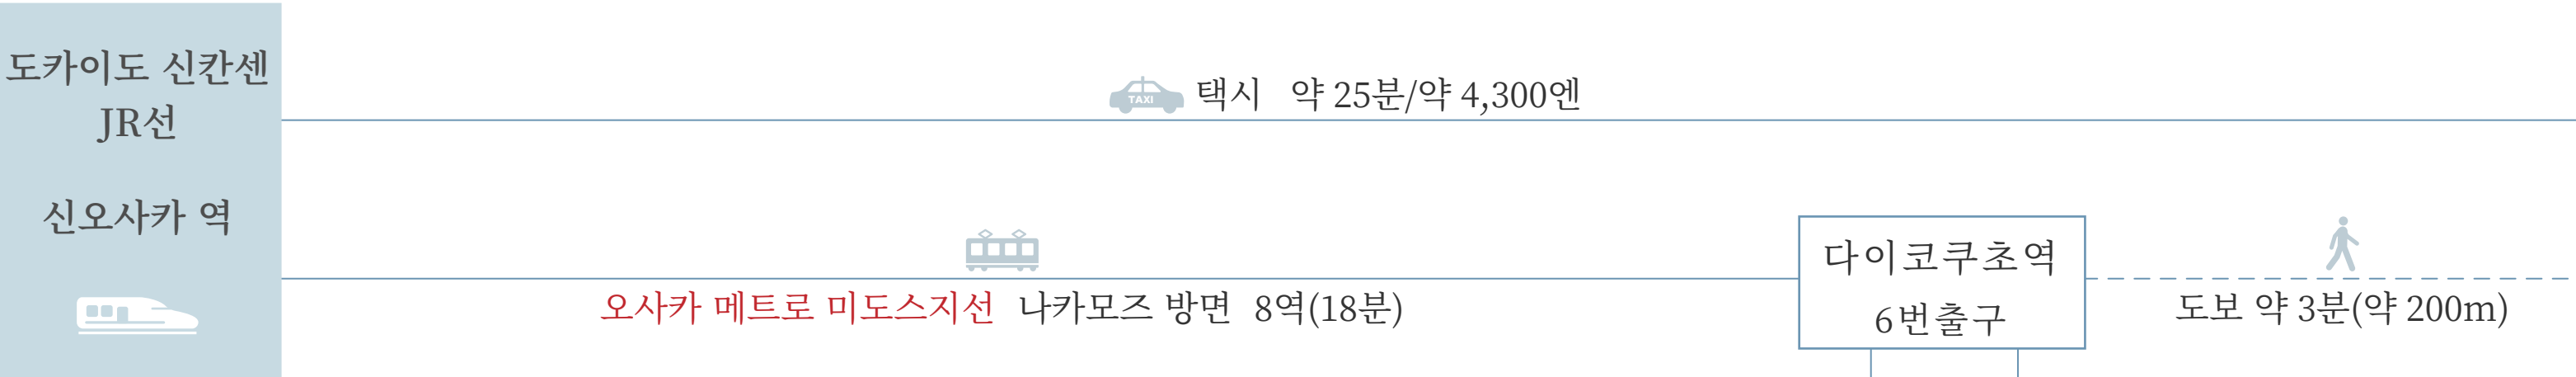 도카이도 신칸센
JR선
신오사카 역
TAXI 택시 약 25분/약 4,300엔
오사카 메트로 미도스지선 나카모즈 방면 8역(18분)
다이코쿠초역
6번출구
도보 약 3분(약 200m)